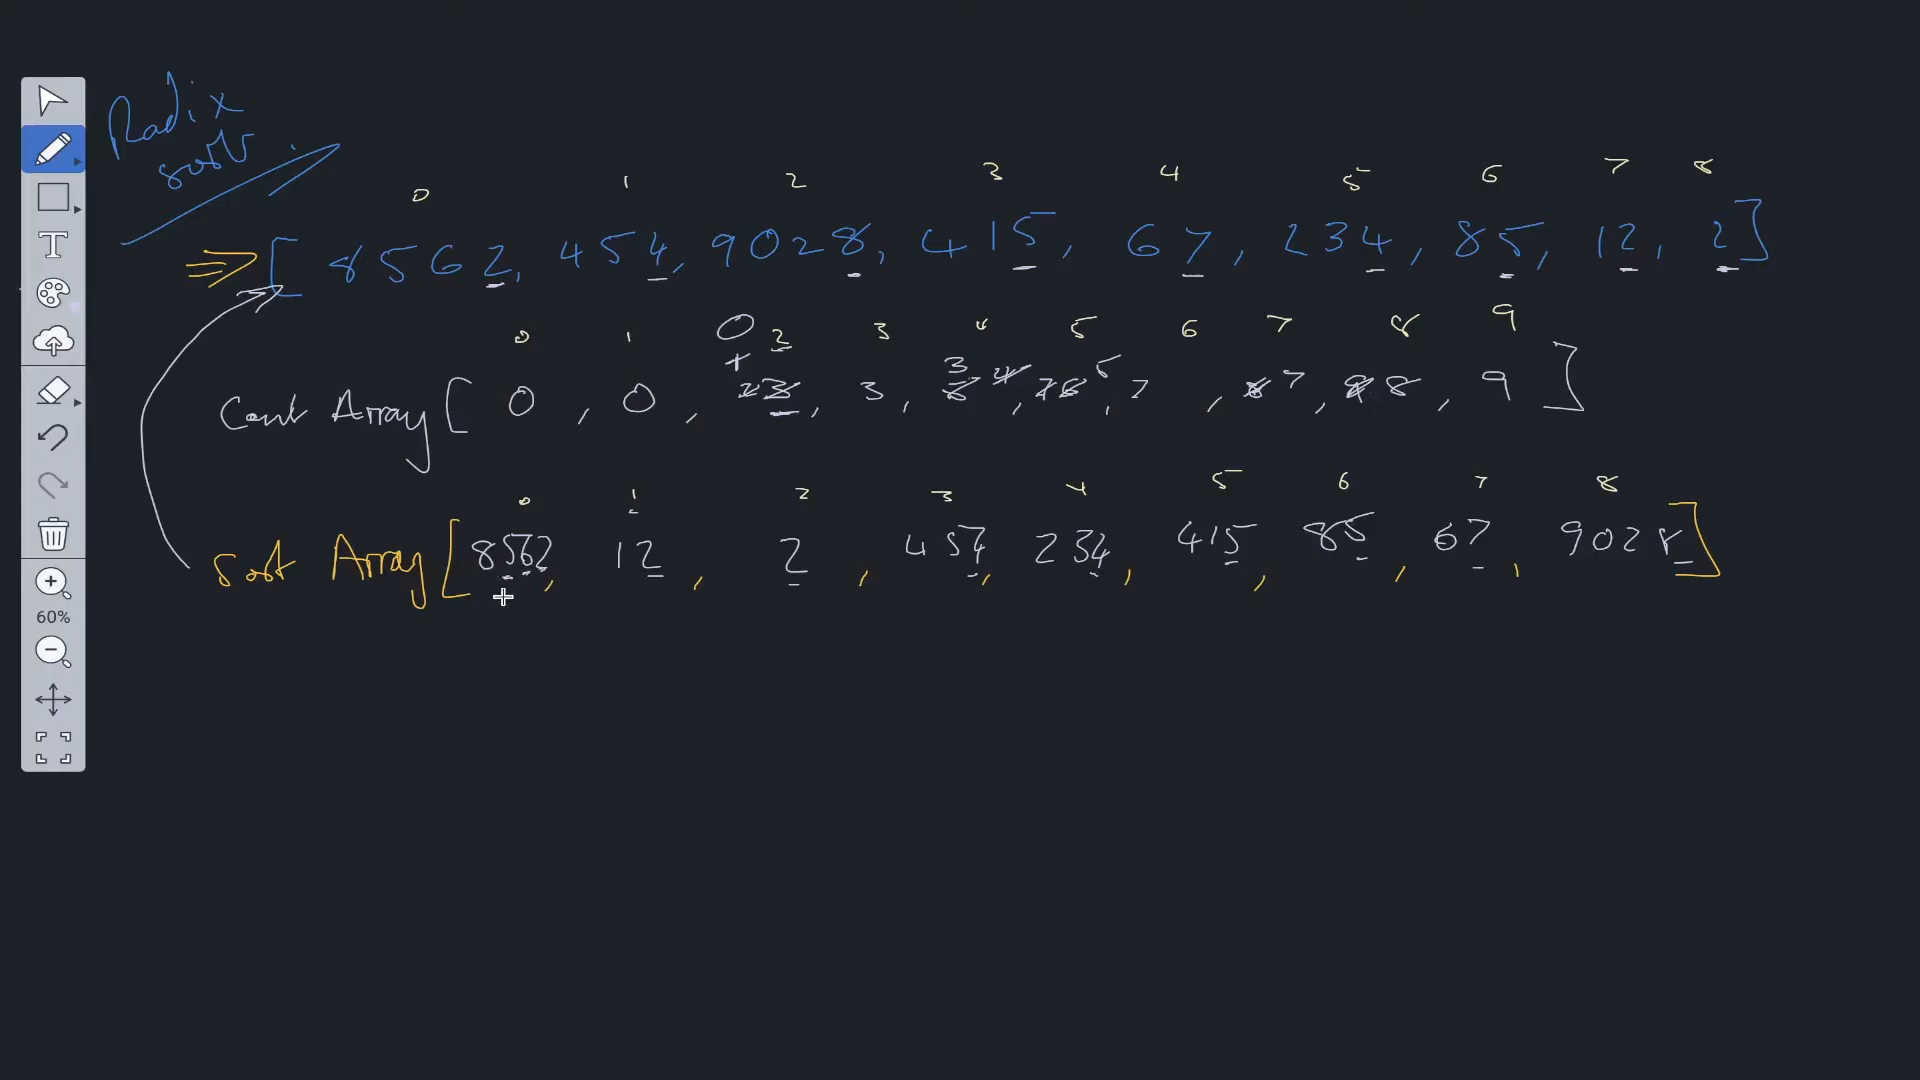 Radix
sort
0 1 2 3 4 5 6 7 8
[ 8562, 454, 9028, 415, 67, 234, 85, 12, 2]
0 1 0 2 3 4 5 6 7 8 9
Count Array [ 0 , 0 , 3 , 3 , 7 , 7 , 8 , 9 ]
0 1 2 3 4 5 6 7 8
Sort Array [8562, 12 , 2 , 454, 234, 415, 85 , 67 , 9028]
T
60%